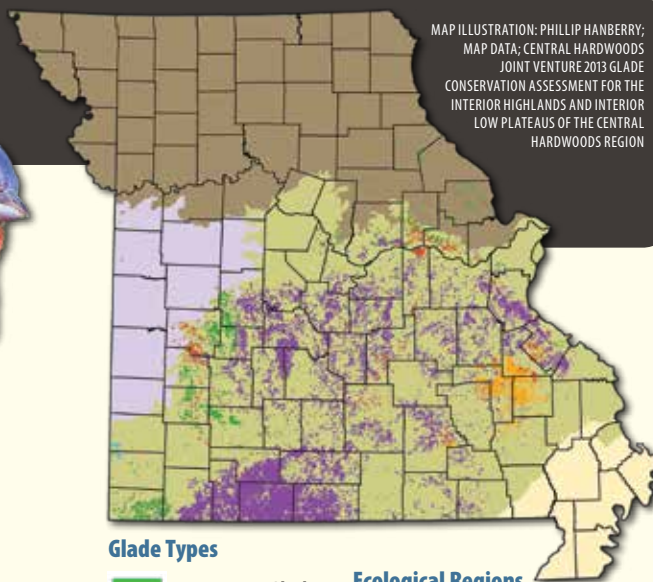 MAP ILLUSTRATION: PHILLIP HANBERRY;
MAP DATA; CENTRAL HARDWOODS
JOINT VENTURE 2013 GLADE
CONSERVATION ASSESSMENT FOR THE
INTERIOR HIGHLANDS AND INTERIOR
LOW PLATEAUS OF THE CENTRAL
HARDWOODS REGION
Glade Types
Ecological Regions